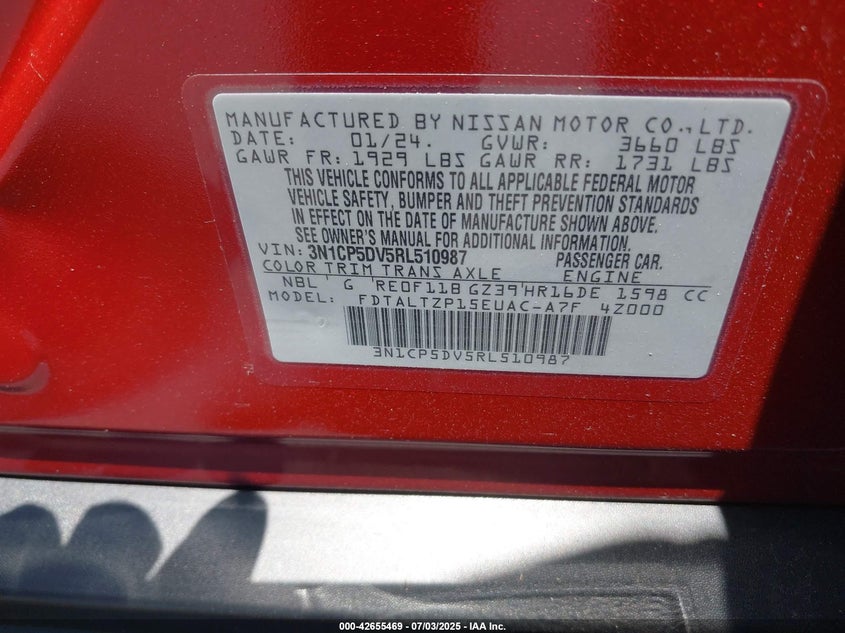 MANUFACTURED BY NISSAN MOTOR CO.,LTD.
DATE: 01/24. GVWR: 3660 LBS
GAWR FR: 1929 LBS GAWR RR: 1731 LBS
THIS VEHICLE CONFORMS TO ALL APPLICABLE FEDERAL MOTOR
VEHICLE SAFETY, BUMPER AND THEFT PREVENTION STANDARDS
IN EFFECT ON THE DATE OF MANUFACTURE SHOWN ABOVE.
SEE OWNER'S MANUAL FOR ADDITIONAL INFORMATION.
VIN: 3N1CP5DV5RL510987 PASSENGER CAR.
COLOR TRIM TRANS AXLE ENGINE
NBL G RE0F11B GZ39 HR16DE 1598 CC
MODEL: FDTALTZP15EUAC-A7F 4Z000
3N1CP5DV5RL510987
000-42655469 - 07/03/2025 - IAA Inc.